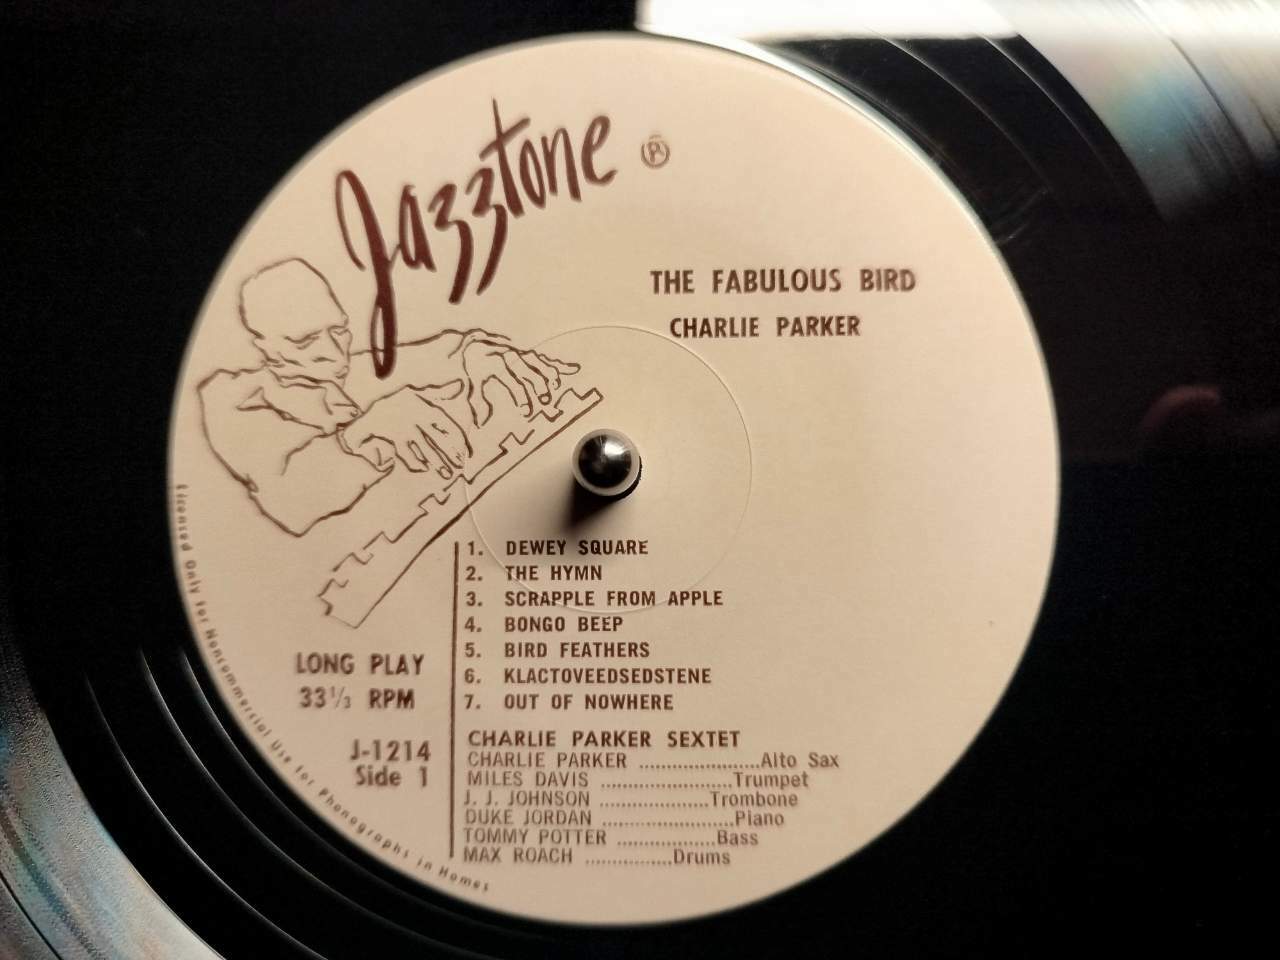 Jazztone ®
THE FABULOUS BIRD
CHARLIE PARKER
1. DEWEY SQUARE
2. THE HYMN
3. SCRAPPLE FROM APPLE
4. BONGO BEEP
5. BIRD FEATHERS
6. KLACTOVEEDSEDSTENE
7. OUT OF NOWHERE
LONG PLAY
33 1/3 RPM
J-1214
Side 1
CHARLIE PARKER SEXTET
CHARLIE PARKER .....................Alto Sax
MILES DAVIS .......................Trumpet
J. J. JOHNSON ...................Trombone
DUKE JORDAN .......................Piano
TOMMY POTTER .................Bass
MAX ROACH ...............Drums
Licensed Only for Noncommercial Use for Phonographs in Homes